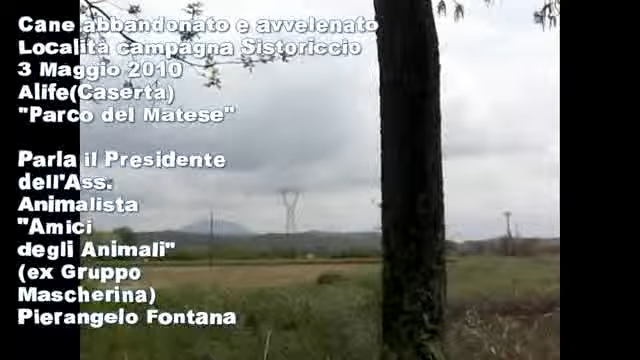 Cane abbandonato e avvelenato
Località campagna Sistoriccio
3 Maggio 2010
Alife(Caserta)
"Parco del Matese"
Parla il Presidente
dell'Ass.
Animalista
"Amici
degli Animali"
(ex Gruppo
Mascherina)
Pierangelo Fontana